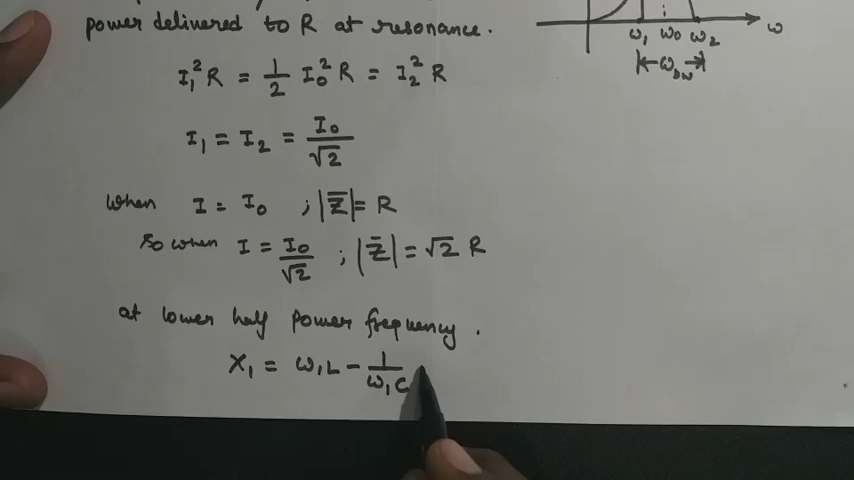 power delivered to R at resonance.
I₁²R = 1/2 I₀²R = I₂²R
I₁ = I₂ = I₀/√2
When I = I₀ ; |Z̄| = R
so when I = I₀/√2 ; |Z̄| = √2 R
at lower half power frequency.
X₁ = ω₁L - 1/ω₁C
ω₁ ω₀ ω₂ ω
ωBW